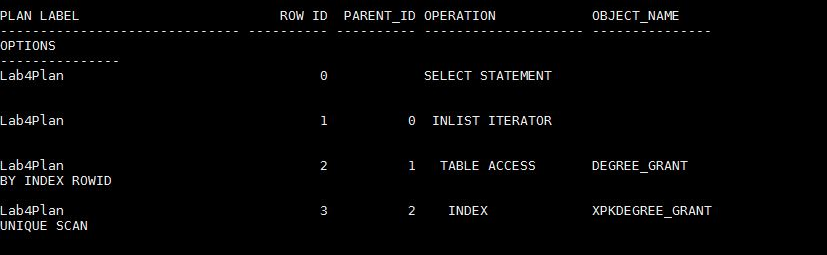 PLAN LABEL                         ROW ID  PARENT_ID OPERATION            OBJECT_NAME
------------------------------ ---------- ---------- -------------------- ---------------
OPTIONS
---------------
Lab4Plan                                0            SELECT STATEMENT
Lab4Plan                                1          0  INLIST ITERATOR
Lab4Plan                                2          1   TABLE ACCESS       DEGREE_GRANT
BY INDEX ROWID
Lab4Plan                                3          2    INDEX             XPKDEGREE_GRANT
UNIQUE SCAN